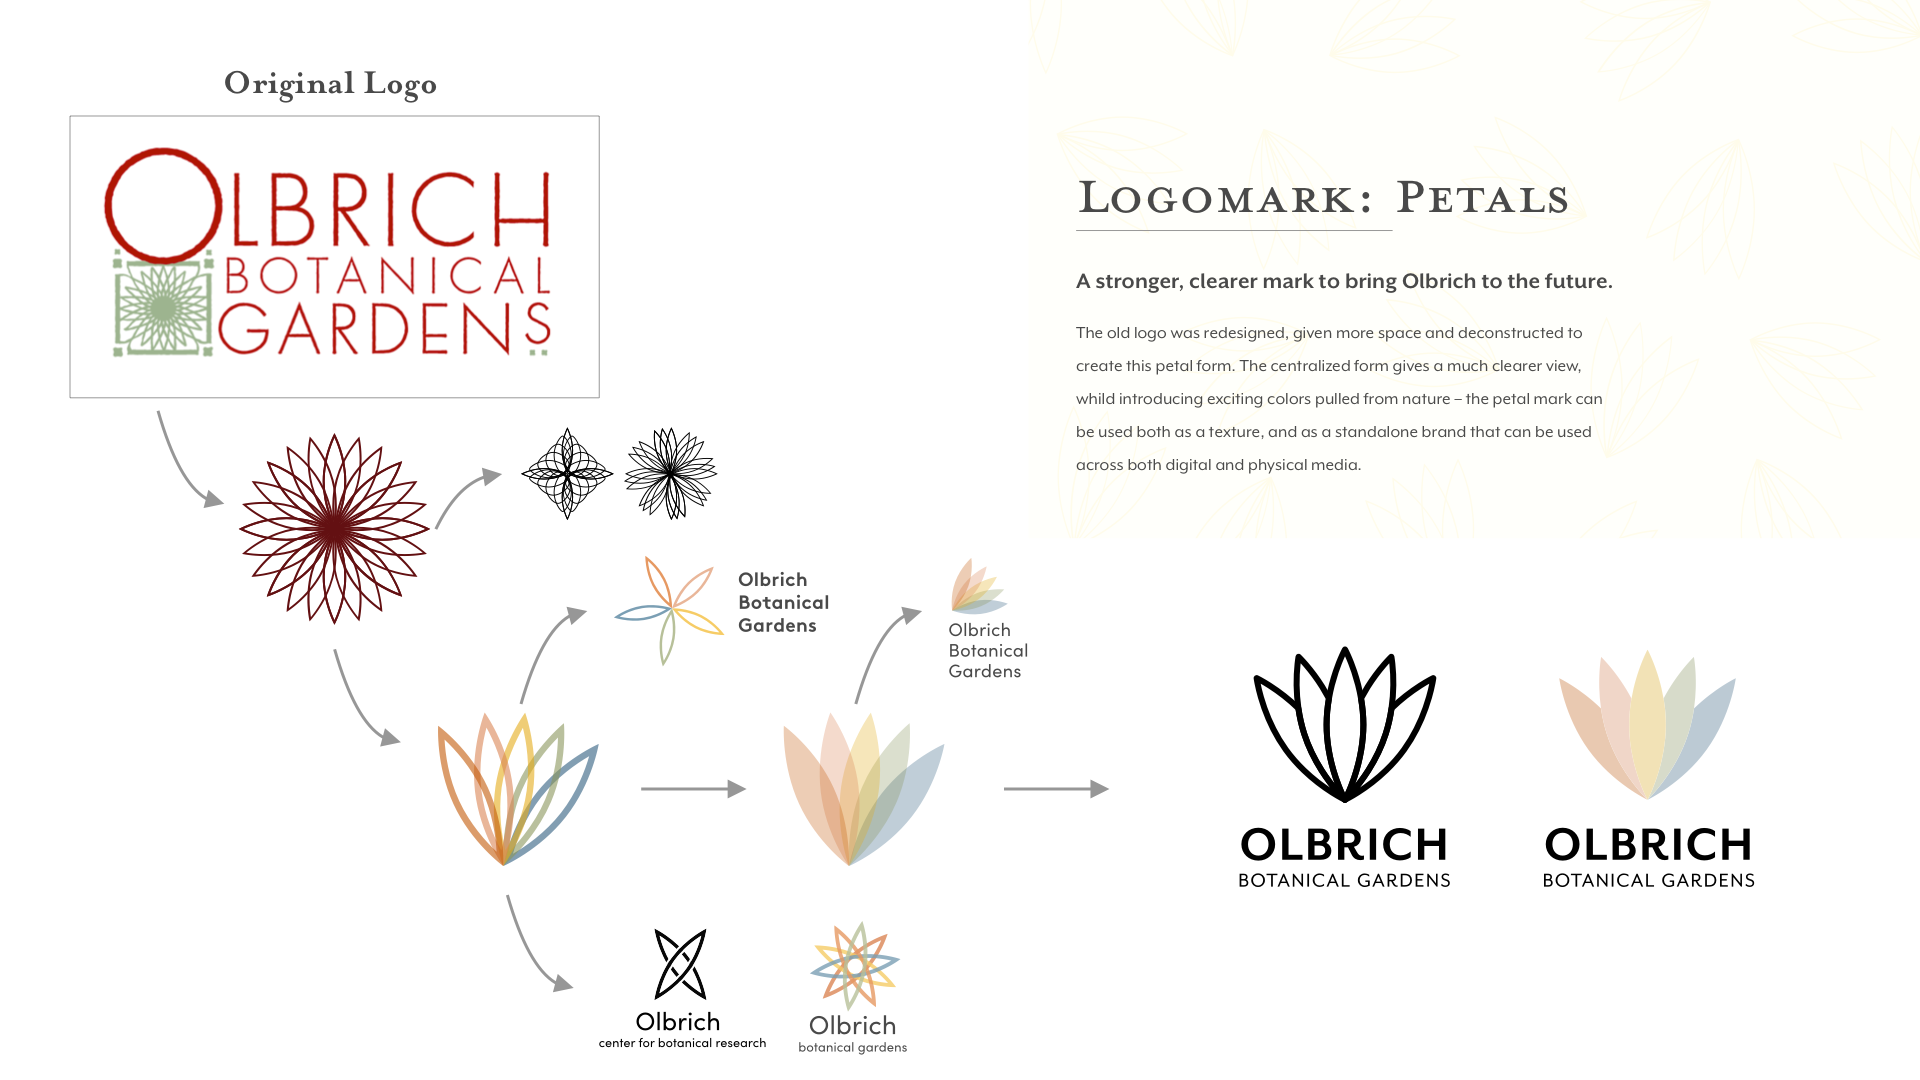 Original Logo
OLBRICH
BOTANICAL
GARDENS
LOGOMARK: PETALS
A stronger, clearer mark to bring Olbrich to the future.
The old logo was redesigned, given more space and deconstructed to
create this petal form. The centralized form gives a much clearer view,
whild introducing exciting colors pulled from nature – the petal mark can
be used both as a texture, and as a standalone brand that can be used
across both digital and physical media.
Olbrich
Botanical
Gardens
Olbrich
Botanical
Gardens
OLBRICH
BOTANICAL GARDENS
OLBRICH
BOTANICAL GARDENS
Olbrich
center for botanical research
Olbrich
botanical gardens